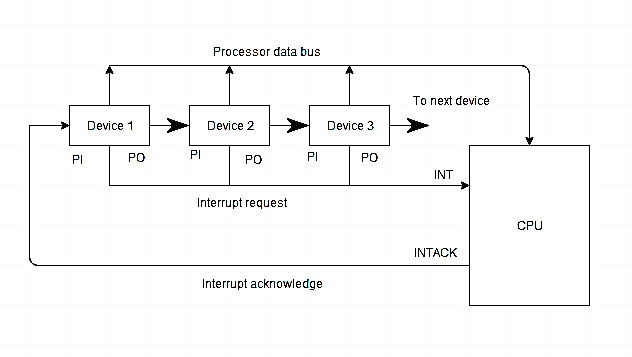 Processor data bus
To next device
Device 1
Device 2
Device 3
PI
PO
PI
PO
PI
PO
INT
Interrupt request
CPU
INTACK
Interrupt acknowledge